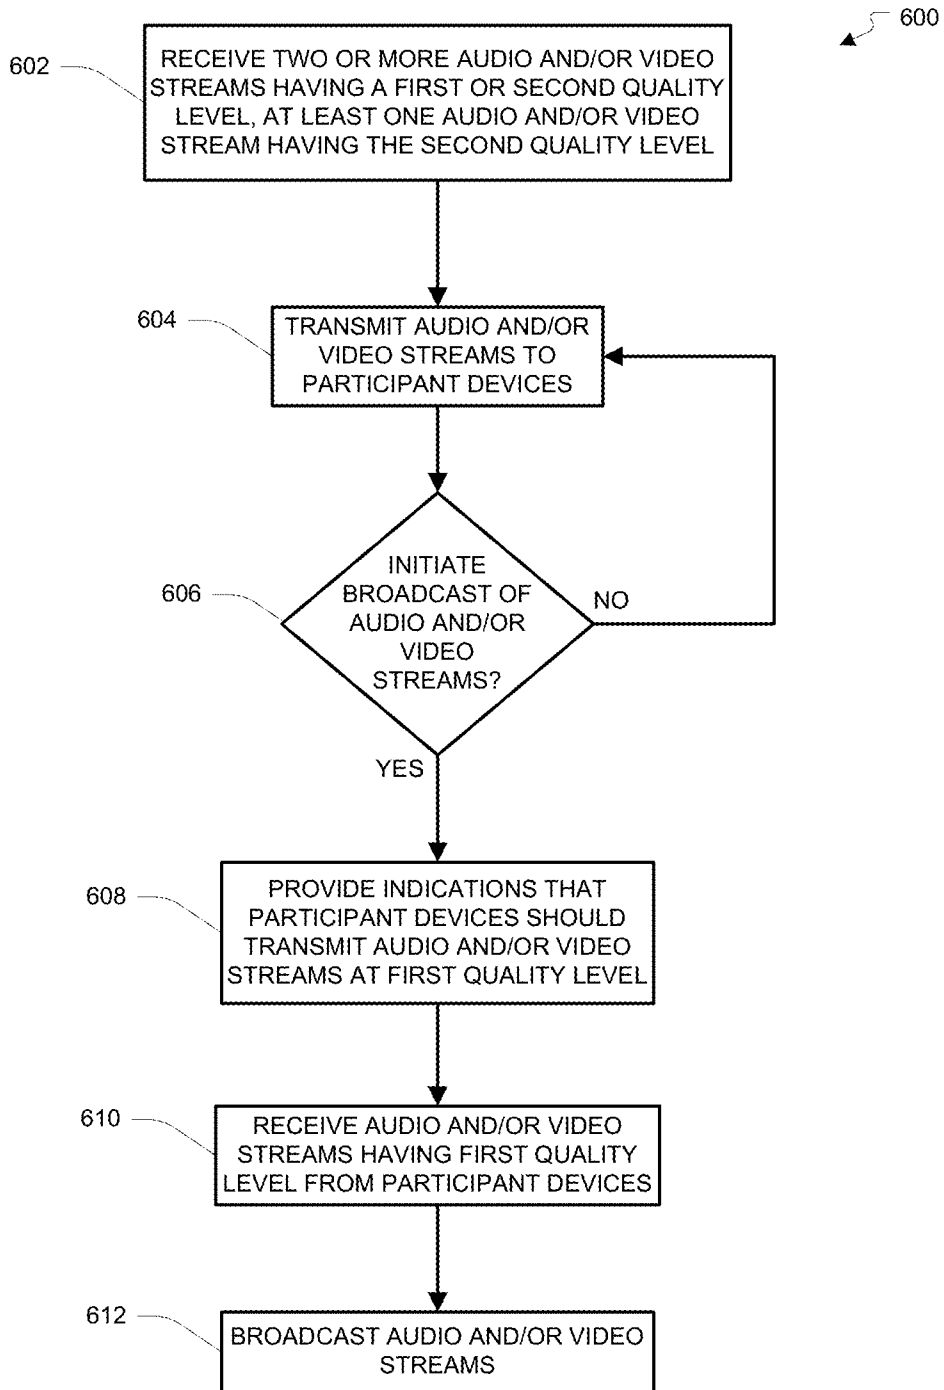 600
602
RECEIVE TWO OR MORE AUDIO AND/OR VIDEO
STREAMS HAVING A FIRST OR SECOND QUALITY
LEVEL, AT LEAST ONE AUDIO AND/OR VIDEO
STREAM HAVING THE SECOND QUALITY LEVEL
604
TRANSMIT AUDIO AND/OR
VIDEO STREAMS TO
PARTICIPANT DEVICES
606
INITIATE
BROADCAST OF
AUDIO AND/OR
VIDEO
STREAMS?
NO
YES
608
PROVIDE INDICATIONS THAT
PARTICIPANT DEVICES SHOULD
TRANSMIT AUDIO AND/OR VIDEO
STREAMS AT FIRST QUALITY LEVEL
610
RECEIVE AUDIO AND/OR VIDEO
STREAMS HAVING FIRST QUALITY
LEVEL FROM PARTICIPANT DEVICES
612
BROADCAST AUDIO AND/OR VIDEO
STREAMS